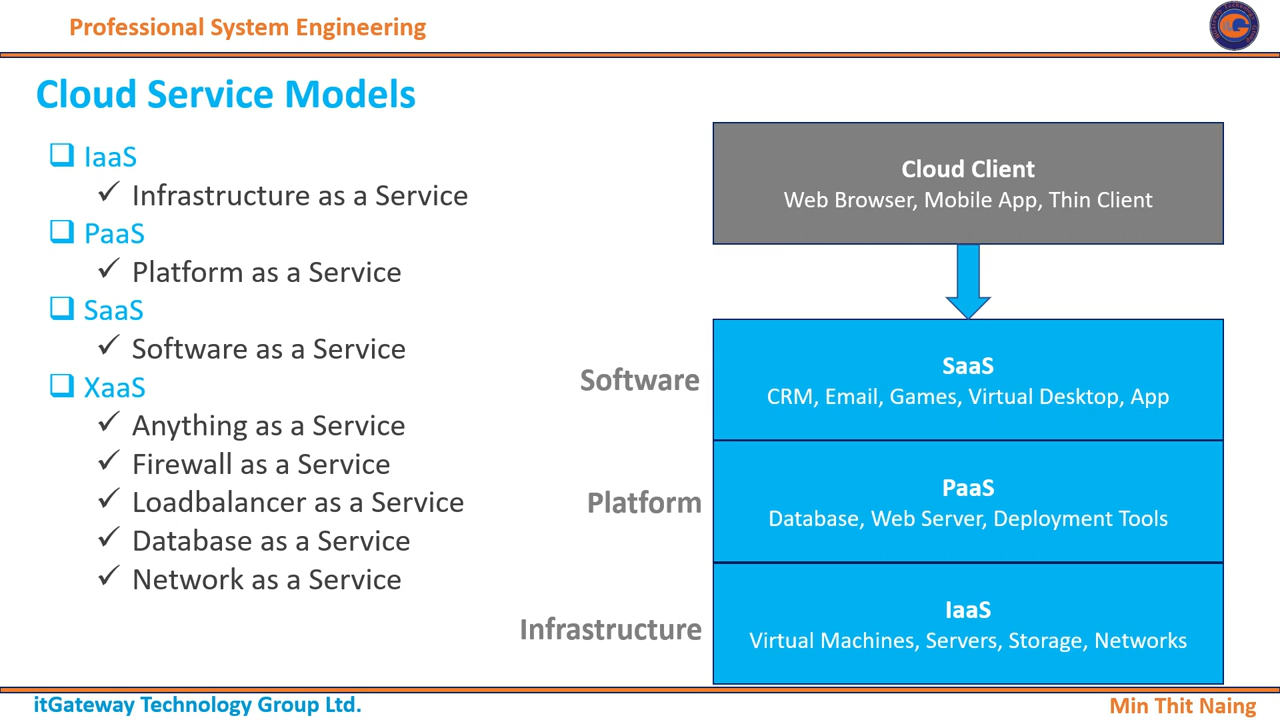 Professional System Engineering
Cloud Service Models
IaaS
Infrastructure as a Service
PaaS
Platform as a Service
SaaS
Software as a Service
XaaS
Anything as a Service
Firewall as a Service
Loadbalancer as a Service
Database as a Service
Network as a Service
Cloud Client
Web Browser, Mobile App, Thin Client
Software
SaaS
CRM, Email, Games, Virtual Desktop, App
Platform
PaaS
Database, Web Server, Deployment Tools
Infrastructure
IaaS
Virtual Machines, Servers, Storage, Networks
itGateway Technology Group Ltd.
Min Thit Naing